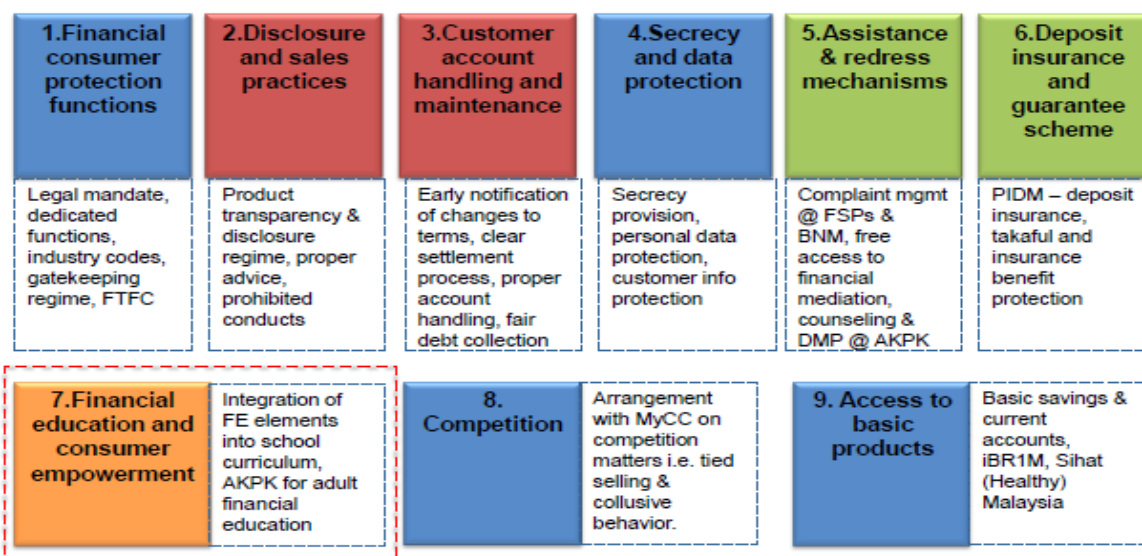 1.Financial
consumer
protection
functions
Legal mandate,
dedicated
functions,
industry codes,
gatekeeping
regime, FTFC
2.Disclosure
and sales
practices
Product
transparency &
disclosure
regime, proper
advice,
prohibited
conducts
3.Customer
account
handling and
maintenance
Early notification
of changes to
terms, clear
settlement
process, proper
account
handling, fair
debt collection
4.Secrecy
and data
protection
Secrecy
provision,
personal data
protection,
customer info
protection
5.Assistance
& redress
mechanisms
Complaint mgmt
@ FSPs &
BNM, free
access to
financial
mediation,
counseling &
DMP @ AKPK
6.Deposit
insurance
and
guarantee
scheme
PIDM – deposit
insurance,
takaful and
insurance
benefit
protection
7.Financial
education and
consumer
empowerment
Integration of
FE elements
into school
curriculum,
AKPK for adult
financial
education
8.
Competition
Arrangement
with MyCC on
competition
matters i.e. tied
selling &
collusive
behavior.
9. Access to
basic
products
Basic savings &
current
accounts,
iBR1M, Sihat
(Healthy)
Malaysia